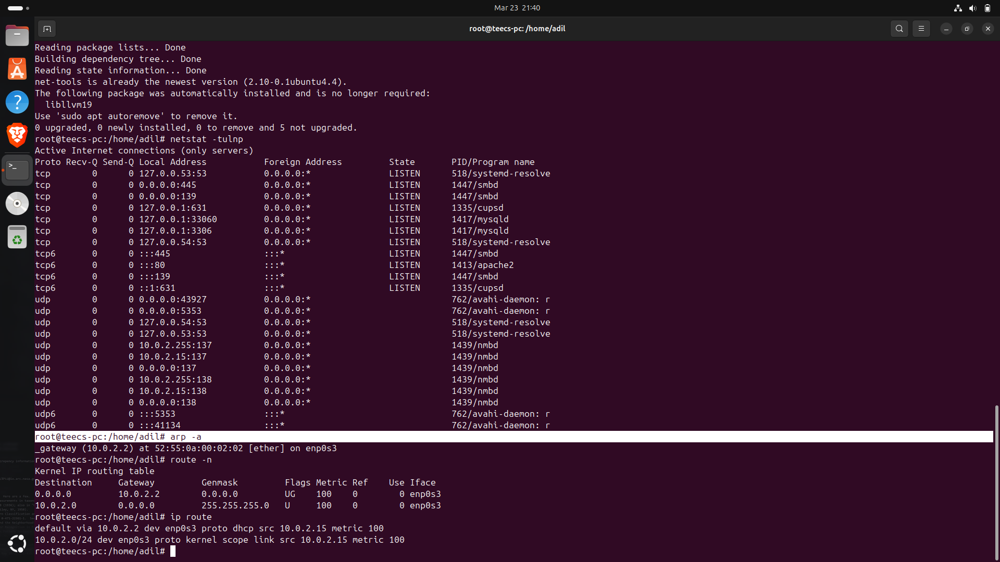 Mar 23 21:40
root@teecs-pc: /home/adil
Reading package lists... Done
Building dependency tree... Done
Reading state information... Done
net-tools is already the newest version (2.10-0.1ubuntu4.4).
The following package was automatically installed and is no longer required:
  libllvm19
Use 'sudo apt autoremove' to remove it.
0 upgraded, 0 newly installed, 0 to remove and 5 not upgraded.
root@teecs-pc:/home/adil# netstat -tulnp
Active Internet connections (only servers)
Proto Recv-Q Send-Q Local Address           Foreign Address         State       PID/Program name
tcp        0      0 127.0.0.53:53           0.0.0.0:*               LISTEN      518/systemd-resolve
tcp        0      0 0.0.0.0:445             0.0.0.0:*               LISTEN      1447/smbd
tcp        0      0 0.0.0.0:139             0.0.0.0:*               LISTEN      1447/smbd
tcp        0      0 127.0.0.1:631           0.0.0.0:*               LISTEN      1335/cupsd
tcp        0      0 127.0.0.1:33060         0.0.0.0:*               LISTEN      1417/mysqld
tcp        0      0 127.0.0.1:3306          0.0.0.0:*               LISTEN      1417/mysqld
tcp        0      0 127.0.0.54:53           0.0.0.0:*               LISTEN      518/systemd-resolve
tcp6       0      0 :::445                  :::*                    LISTEN      1447/smbd
tcp6       0      0 :::80                   :::*                    LISTEN      1413/apache2
tcp6       0      0 :::139                  :::*                    LISTEN      1447/smbd
tcp6       0      0 ::1:631                 :::*                    LISTEN      1335/cupsd
udp        0      0 0.0.0.0:43927           0.0.0.0:*                           762/avahi-daemon: r
udp        0      0 0.0.0.0:5353            0.0.0.0:*                           762/avahi-daemon: r
udp        0      0 127.0.0.54:53           0.0.0.0:*                           518/systemd-resolve
udp        0      0 127.0.0.53:53           0.0.0.0:*                           518/systemd-resolve
udp        0      0 10.0.2.255:137          0.0.0.0:*                           1439/nmbd
udp        0      0 10.0.2.15:137           0.0.0.0:*                           1439/nmbd
udp        0      0 0.0.0.0:137             0.0.0.0:*                           1439/nmbd
udp        0      0 10.0.2.255:138          0.0.0.0:*                           1439/nmbd
udp        0      0 10.0.2.15:138           0.0.0.0:*                           1439/nmbd
udp        0      0 0.0.0.0:138             0.0.0.0:*                           1439/nmbd
udp6       0      0 :::5353                 :::*                                762/avahi-daemon: r
udp6       0      0 :::41134                :::*                                762/avahi-daemon: r
root@teecs-pc:/home/adil# arp -a
_gateway (10.0.2.2) at 52:55:0a:00:02:02 [ether] on enp0s3
root@teecs-pc:/home/adil# route -n
Kernel IP routing table
Destination     Gateway         Genmask         Flags Metric Ref    Use Iface
0.0.0.0         10.0.2.2        0.0.0.0         UG    100    0        0 enp0s3
10.0.2.0        0.0.0.0         255.255.255.0   U     100    0        0 enp0s3
root@teecs-pc:/home/adil# ip route
default via 10.0.2.2 dev enp0s3 proto dhcp src 10.0.2.15 metric 100
10.0.2.0/24 dev enp0s3 proto kernel scope link src 10.0.2.15 metric 100
root@teecs-pc:/home/adil#